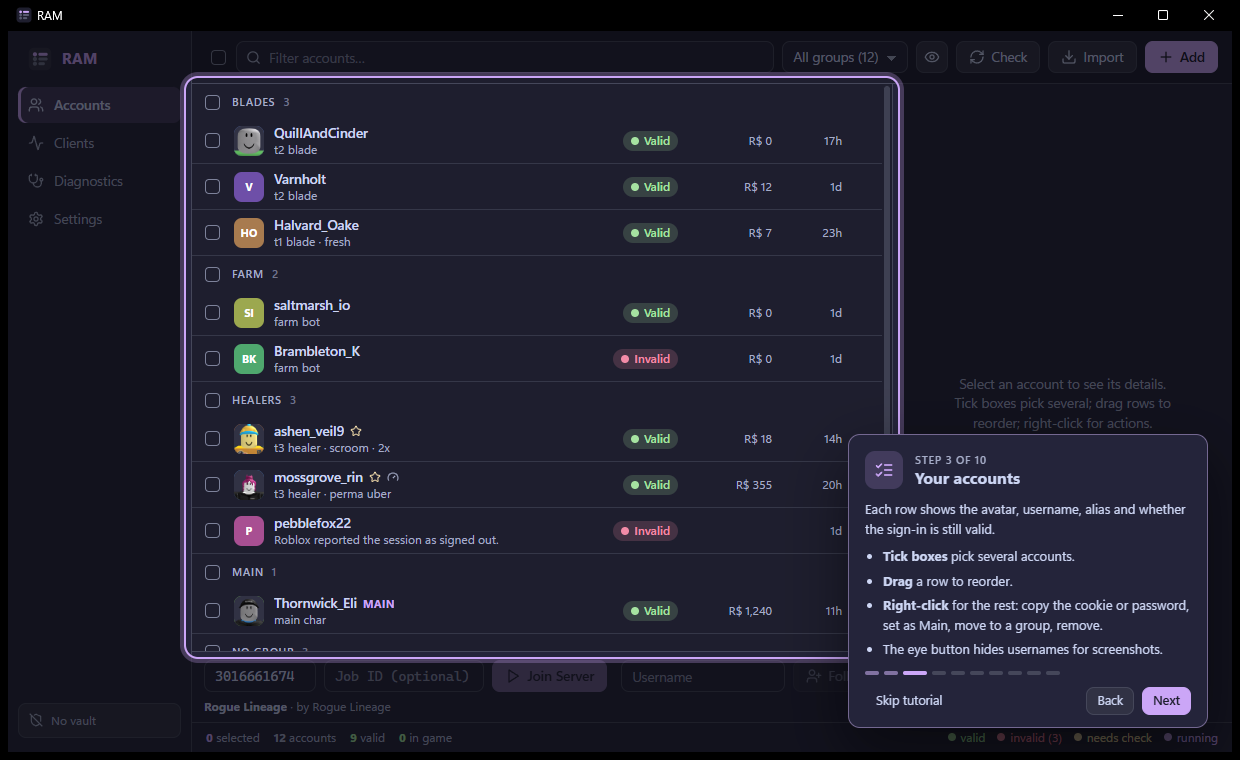 RAM
RAM
Filter accounts...
All groups (12)
Check
Import
Add
Accounts
Clients
Diagnostics
Settings
BLADES 3
QuillAndCinder
t2 blade
Valid
R$ 0
17h
V
Varnholt
t2 blade
Valid
R$ 12
1d
HO
Halvard_Oake
t1 blade · fresh
Valid
R$ 7
23h
FARM 2
SI
saltmarsh_io
farm bot
Valid
R$ 0
1d
BK
Brambleton_K
farm bot
Invalid
R$ 0
1d
HEALERS 3
ashen_veil9
t3 healer · scroom · 2x
Valid
R$ 18
14h
mossgrove_rin
t3 healer · perma uber
Valid
R$ 355
20h
P
pebblefox22
Roblox reported the session as signed out.
Invalid
1d
MAIN 1
Thornwick_Eli MAIN
main char
Valid
R$ 1,240
11h
NO GROUP 3
Select an account to see its details.
Tick boxes pick several; drag rows to
reorder; right-click for actions.
STEP 3 OF 10
Your accounts
Each row shows the avatar, username, alias and whether
the sign-in is still valid.
• Tick boxes pick several accounts.
• Drag a row to reorder.
• Right-click for the rest: copy the cookie or password,
set as Main, move to a group, remove.
• The eye button hides usernames for screenshots.
Skip tutorial
Back
Next
3016661674
Job ID (optional)
Join Server
Username
Rogue Lineage · by Rogue Lineage
No vault
0 selected
12 accounts
9 valid
0 in game
valid
invalid (3)
needs check
running